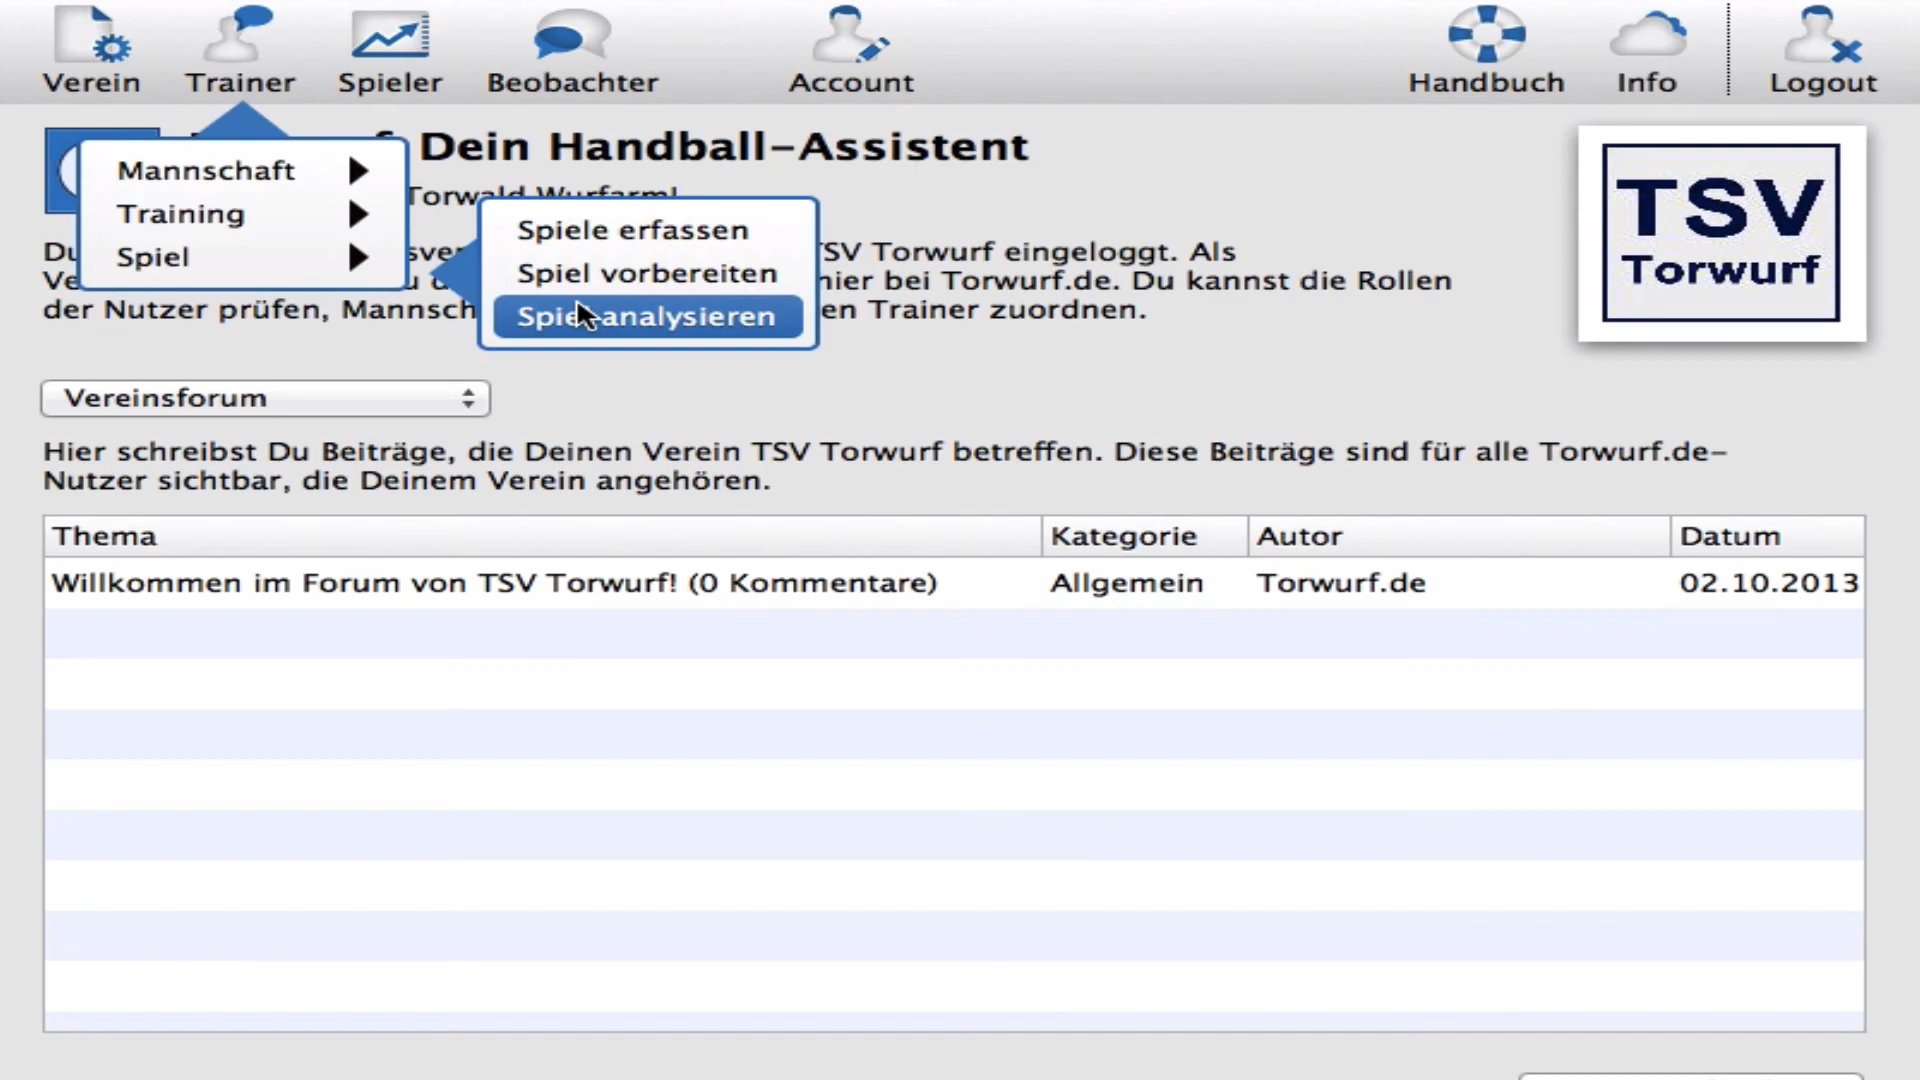 Verein Trainer Spieler Beobachter Account Handbuch Info Logout
Dein Handball-Assistent
TSV
Torwurf
Mannschaft
Training
Spiel
Torwald Wurfarm!
Spiele erfassen
Spiel vorbereiten
Spiel analysieren
Du TSV Torwurf eingeloggt. Als
hier bei Torwurf.de. Du kannst die Rollen
der Nutzer prüfen, Trainer zuordnen.
Vereinsforum
Hier schreibst Du Beiträge, die Deinen Verein TSV Torwurf betreffen. Diese Beiträge sind für alle Torwurf.de-
Nutzer sichtbar, die Deinem Verein angehören.
Thema Kategorie Autor Datum
Willkommen im Forum von TSV Torwurf! (0 Kommentare) Allgemein Torwurf.de 02.10.2013